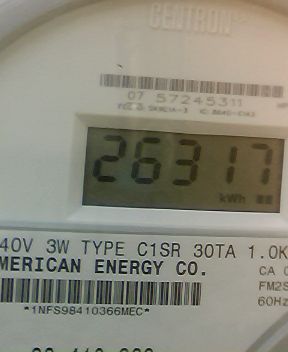 CENTRON
07 57245311
26317
kWh
40V 3W TYPE C1SR 30TA 1.0K
MERICAN ENERGY CO.
CA 0
FM2S
60Hz
*1NFS98410366MEC*